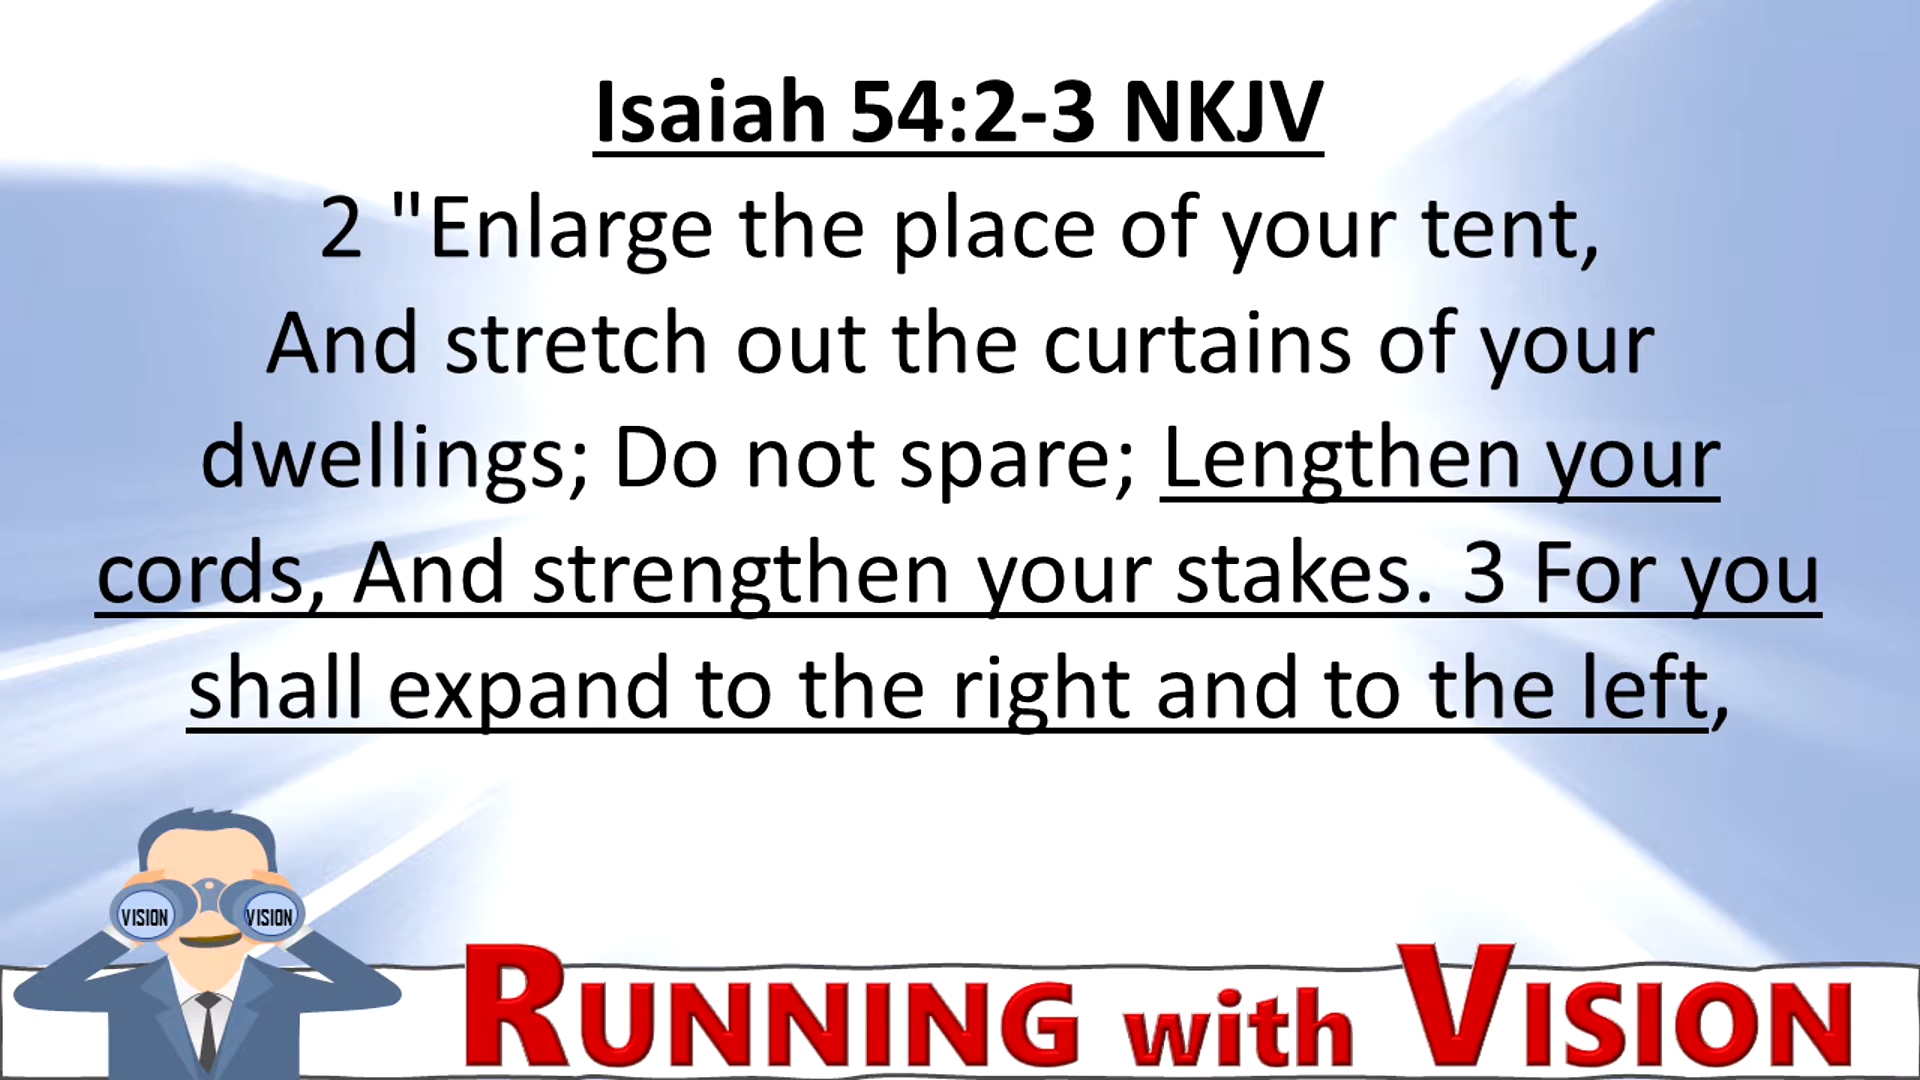 Isaiah 54:2-3 NKJV
2 "Enlarge the place of your tent,
And stretch out the curtains of your
dwellings; Do not spare; Lengthen your
cords, And strengthen your stakes. 3 For you
shall expand to the right and to the left,
VISION VISION
RUNNING with VISION